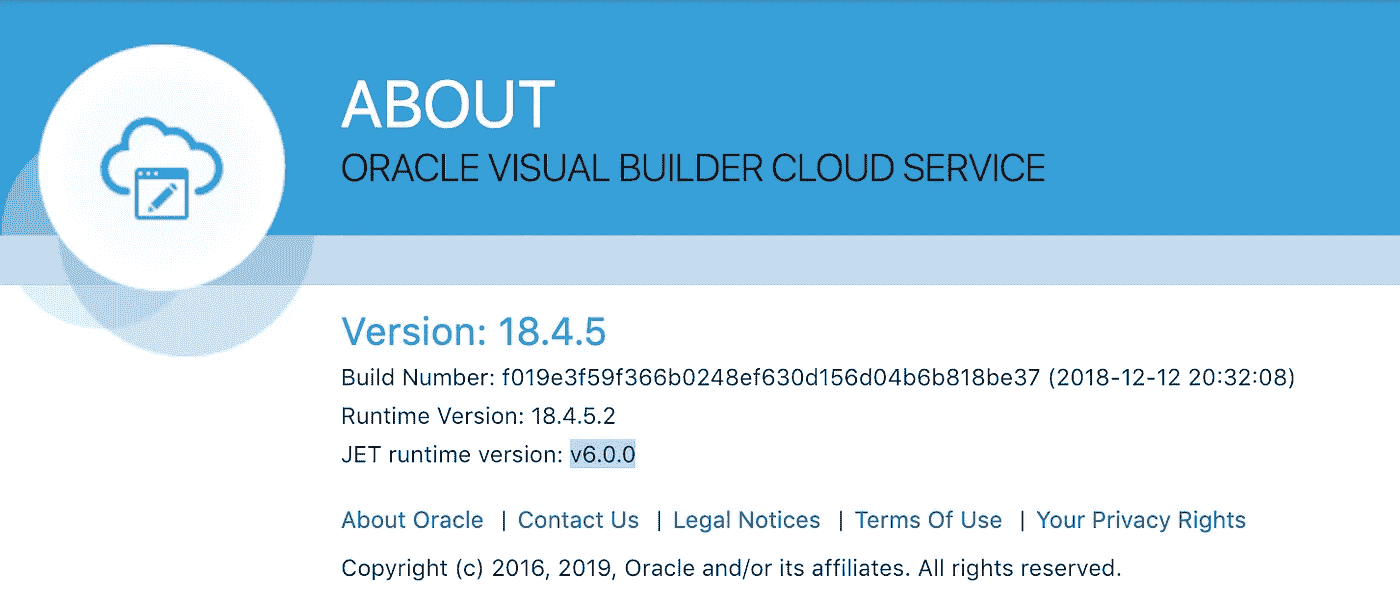 ABOUT
ORACLE VISUAL BUILDER CLOUD SERVICE
Version: 18.4.5
Build Number: f019e3f59f366b0248ef630d156d04b6b818be37 (2018-12-12 20:32:08)
Runtime Version: 18.4.5.2
JET runtime version: v6.0.0
About Oracle | Contact Us | Legal Notices | Terms Of Use | Your Privacy Rights
Copyright (c) 2016, 2019, Oracle and/or its affiliates. All rights reserved.